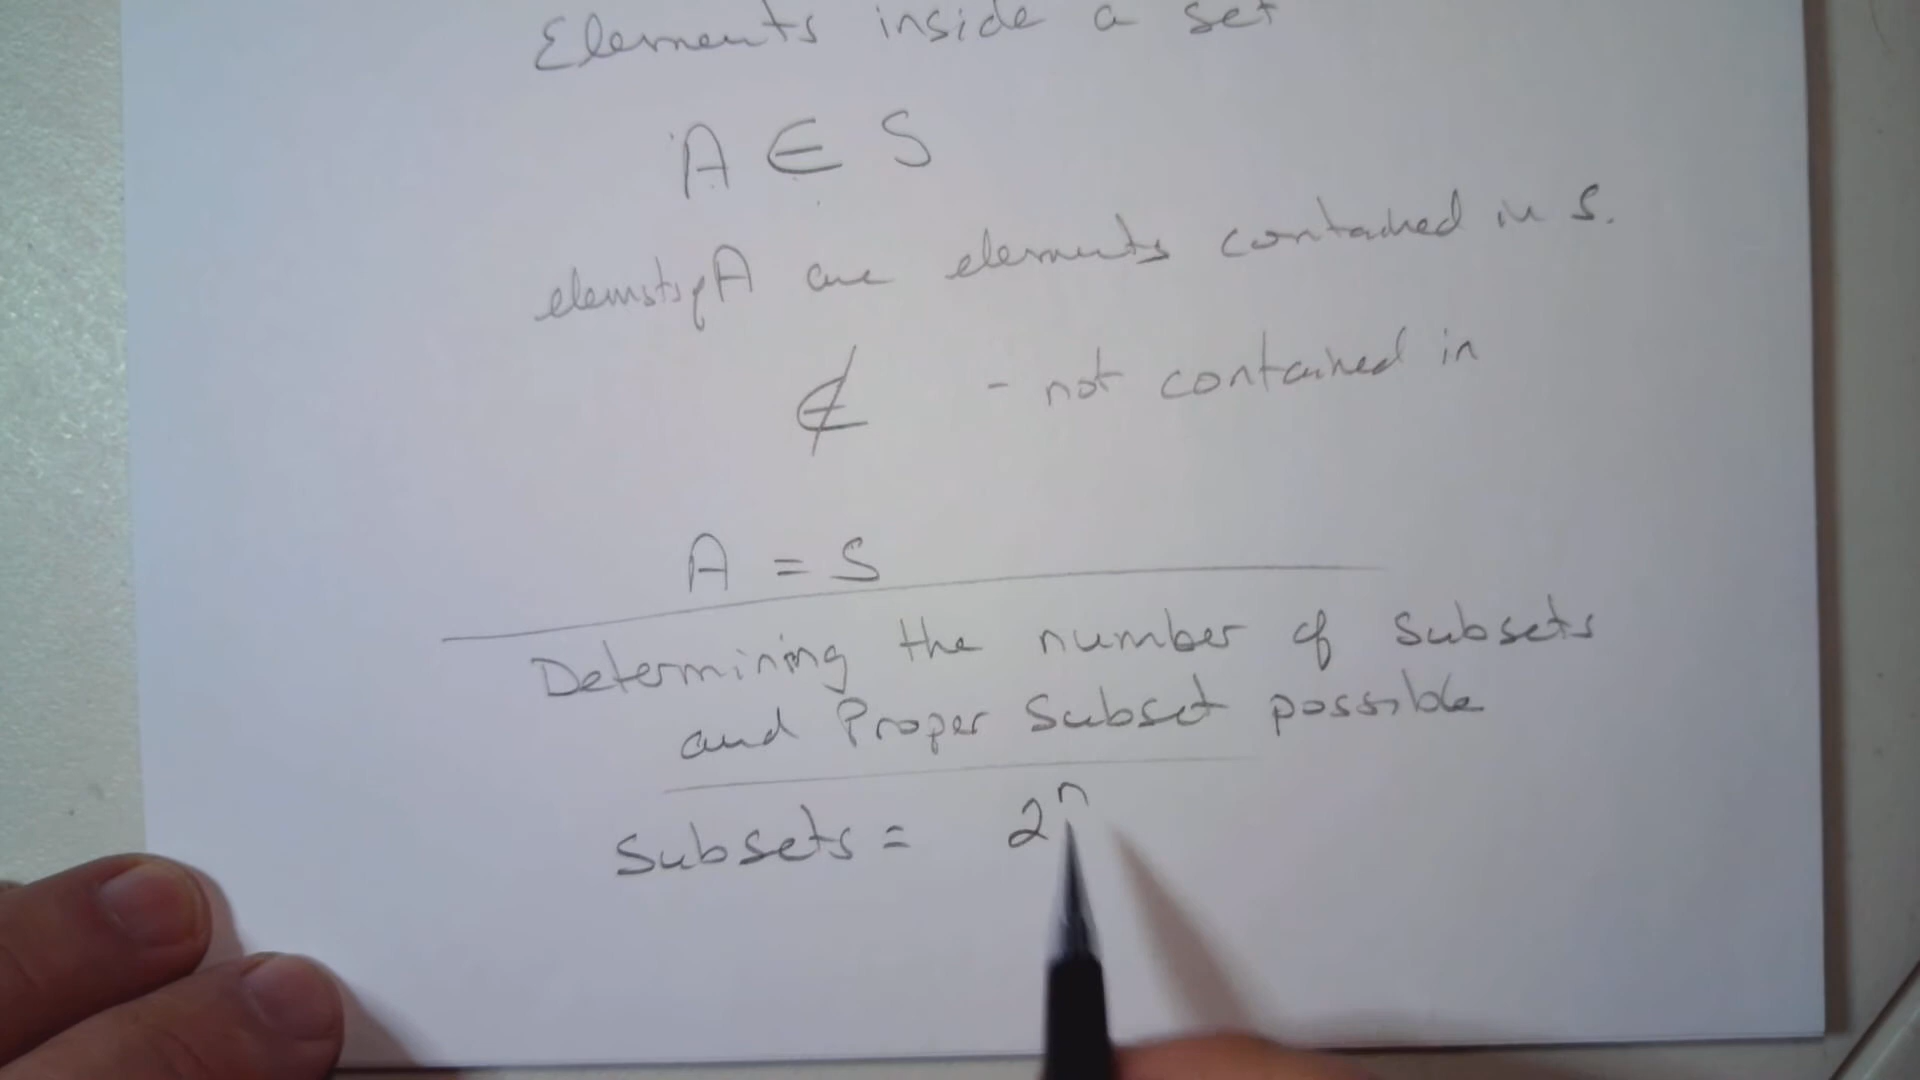 Elements inside a set
A ∈ S
elemsts of A are elements contained in S.
∉ - not contained in
A = S
Determining the number of subsets
and Proper Subset possible
Subsets = 2ⁿ